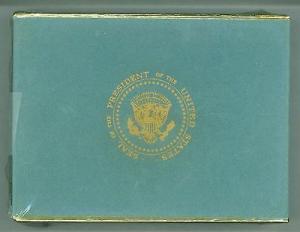 SEAL OF THE PRESIDENT OF THE UNITED STATES